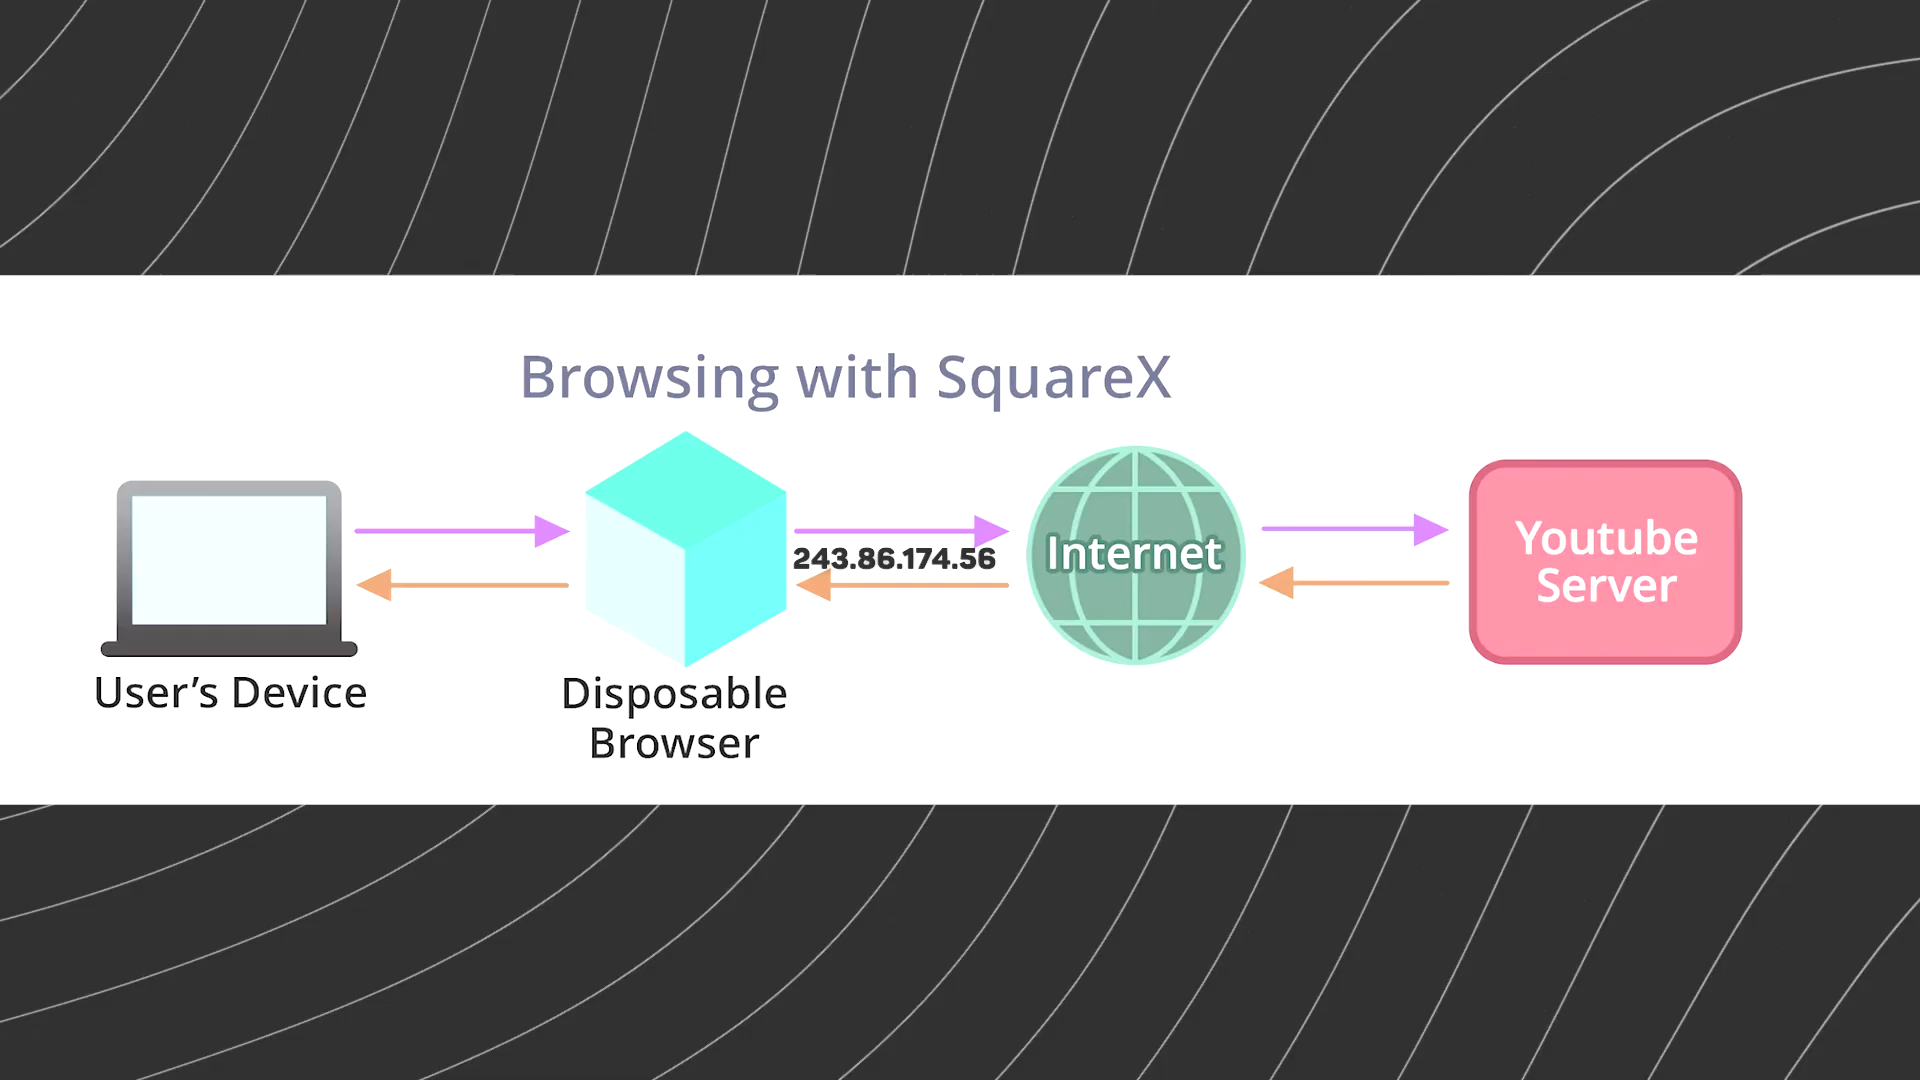 Browsing with SquareX
243.86.174.56
Internet
Youtube
Server
User’s Device
Disposable
Browser